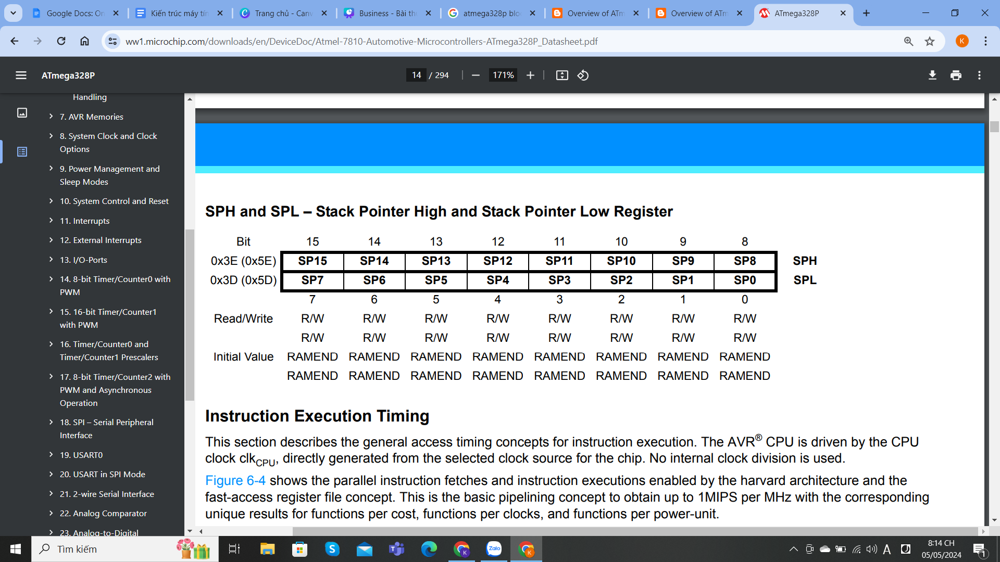 Google Docs: On
Kiến trúc máy tín
Trang chủ - Canv
Business - Bài thu
atmega328p bloc
Overview of ATm
Overview of ATm
ATmega328P
ww1.microchip.com/downloads/en/DeviceDoc/Atmel-7810-Automotive-Microcontrollers-ATmega328P_Datasheet.pdf
K
ATmega328P
14 / 294
171%
Handling
7. AVR Memories
8. System Clock and Clock
Options
9. Power Management and
Sleep Modes
10. System Control and Reset
11. Interrupts
12. External Interrupts
13. I/O-Ports
14. 8-bit Timer/Counter0 with
PWM
15. 16-bit Timer/Counter1
with PWM
16. Timer/Counter0 and
Timer/Counter1 Prescalers
17. 8-bit Timer/Counter2 with
PWM and Asynchronous
Operation
18. SPI – Serial Peripheral
Interface
19. USART0
20. USART in SPI Mode
21. 2-wire Serial Interface
22. Analog Comparator
23. Analog-to-Digital
SPH and SPL – Stack Pointer High and Stack Pointer Low Register
Bit 15 14 13 12 11 10 9 8
0x3E (0x5E) SP15 SP14 SP13 SP12 SP11 SP10 SP9 SP8 SPH
0x3D (0x5D) SP7 SP6 SP5 SP4 SP3 SP2 SP1 SP0 SPL
7 6 5 4 3 2 1 0
Read/Write R/W R/W R/W R/W R/W R/W R/W R/W
R/W R/W R/W R/W R/W R/W R/W R/W
Initial Value RAMEND RAMEND RAMEND RAMEND RAMEND RAMEND RAMEND RAMEND
RAMEND RAMEND RAMEND RAMEND RAMEND RAMEND RAMEND RAMEND
Instruction Execution Timing
This section describes the general access timing concepts for instruction execution. The AVR® CPU is driven by the CPU
clock clkCPU, directly generated from the selected clock source for the chip. No internal clock division is used.
Figure 6-4 shows the parallel instruction fetches and instruction executions enabled by the harvard architecture and the
fast-access register file concept. This is the basic pipelining concept to obtain up to 1MIPS per MHz with the corresponding
unique results for functions per cost, functions per clocks, and functions per power-unit.
Tìm kiếm
Zalo
A
8:14 CH
05/05/2024
1